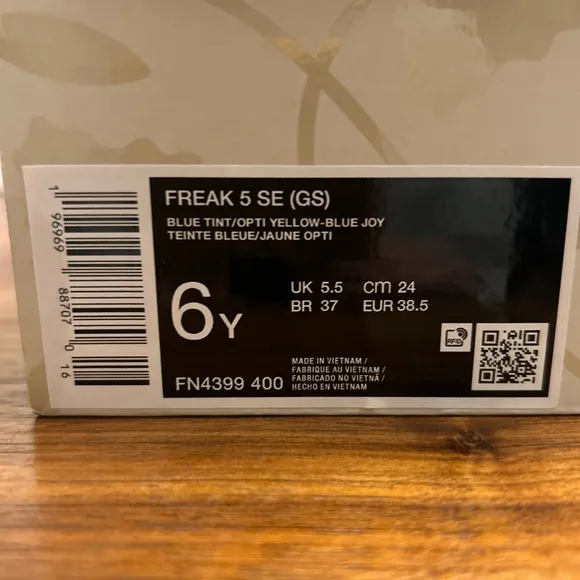 FREAK 5 SE (GS)
BLUE TINT/OPTI YELLOW-BLUE JOY
TEINTE BLEUE/JAUNE OPTI
6Y
UK 5.5 cm 24
BR 37 EUR 38.5
FN4399 400
MADE IN VIETNAM /
FABRIQUE AU VIETNAM /
FABRICADO NO VIETNÃ /
HECHO EN VIETNAM
RFID
1 96969 88707 0 16